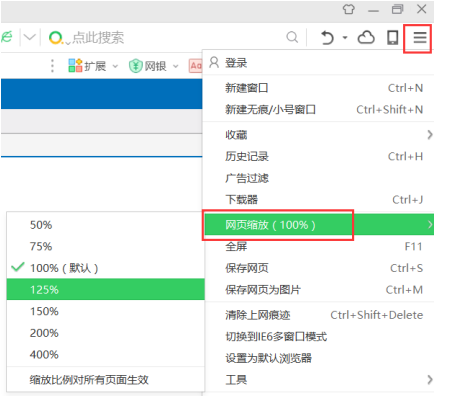 点此搜索
扩展
网银
Aa
登录
新建窗口 Ctrl+N
新建无痕/小号窗口 Ctrl+Shift+N
收藏
历史记录 Ctrl+H
广告过滤
下载器 Ctrl+J
网页缩放（100%）
全屏 F11
保存网页 Ctrl+S
保存网页为图片 Ctrl+M
清除上网痕迹 Ctrl+Shift+Delete
切换到IE6多窗口模式
设置为默认浏览器
工具
50%
75%
100%（默认）
125%
150%
200%
400%
缩放比例对所有页面生效